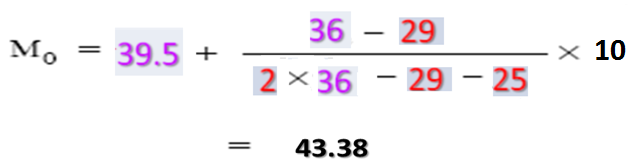 Mo = 39.5 + 36 − 29 / 2 × 36 − 29 − 25 × 10
= 43.38